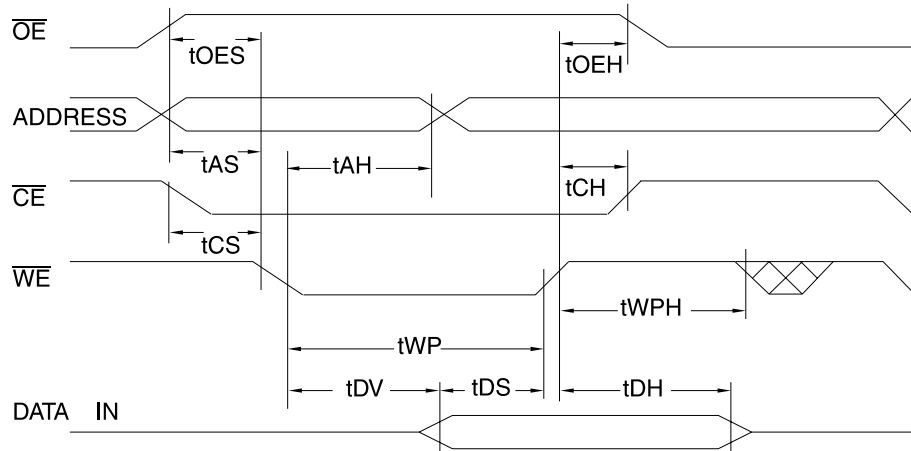 OE
tOES
tOEH
ADDRESS
tAS
tAH
tCH
CE
tCS
WE
tWPH
tWP
tDV
tDS
tDH
DATA IN